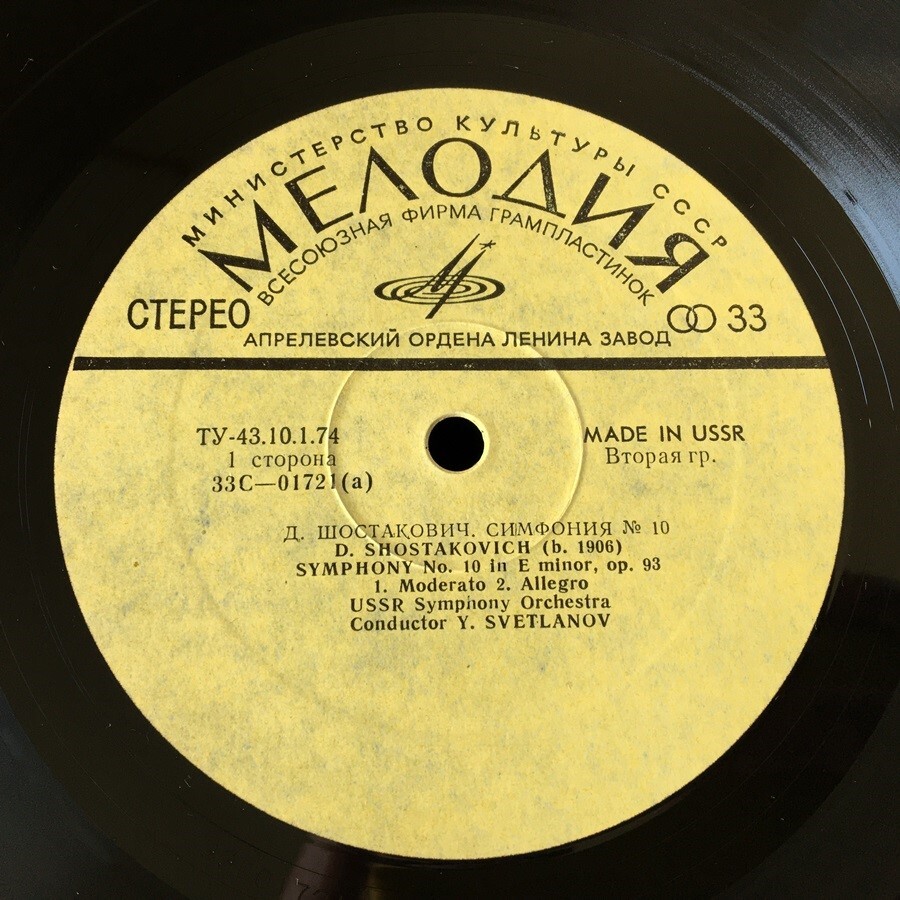 МИНИСТЕРСТВО КУЛЬТУРЫ СССР
МЕЛОДИЯ
ВСЕСОЮЗНАЯ ФИРМА ГРАМПЛАСТИНОК
СТЕРЕО
33
АПРЕЛЕВСКИЙ ОРДЕНА ЛЕНИНА ЗАВОД
ТУ-43.10.1.74
1 сторона
33С—01721(а)
MADE IN USSR
Вторая гр.
Д. ШОСТАКОВИЧ. СИМФОНИЯ № 10
D. SHOSTAKOVICH (b. 1906)
SYMPHONY No. 10 in E minor, op. 93
1. Moderato 2. Allegro
USSR Symphony Orchestra
Conductor Y. SVETLANOV